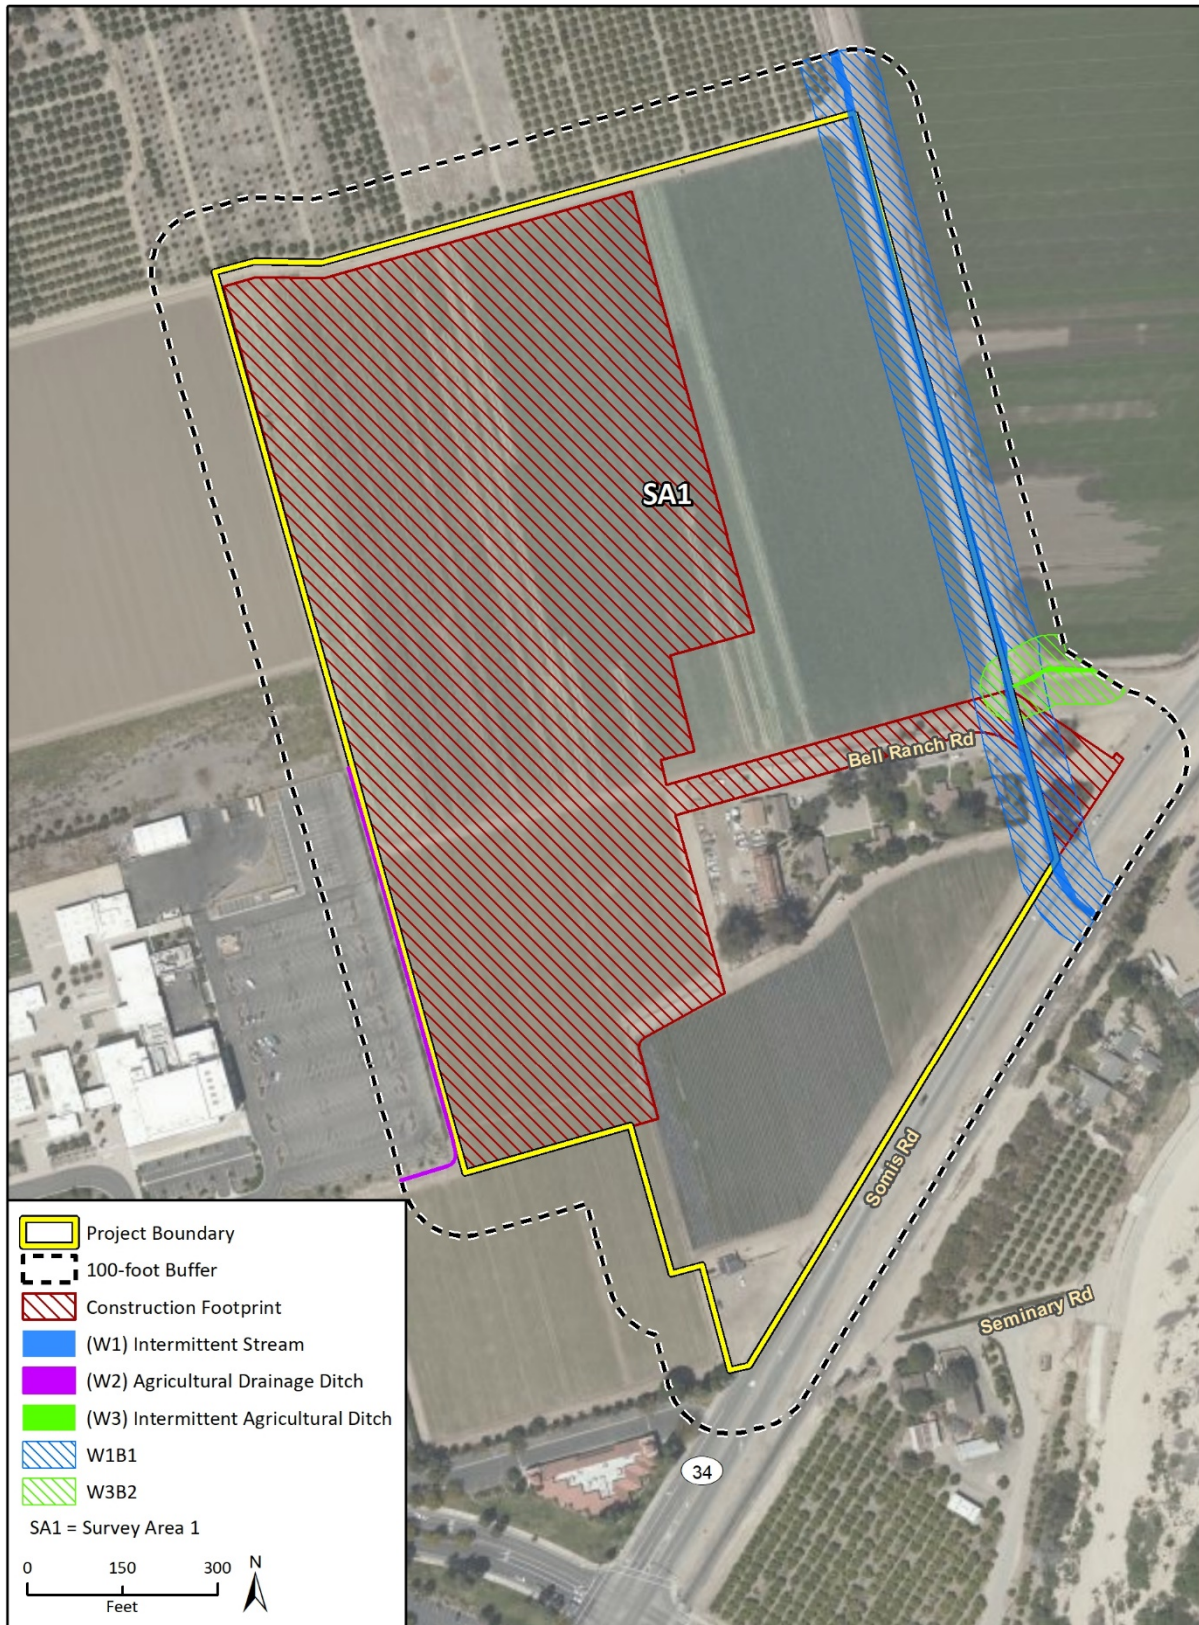 SA1
Bell Ranch Rd
Somis Rd
Seminary Rd
34
Project Boundary
100-foot Buffer
Construction Footprint
(W1) Intermittent Stream
(W2) Agricultural Drainage Ditch
(W3) Intermittent Agricultural Ditch
W1B1
W3B2
SA1 = Survey Area 1
0 150 300 N
Feet